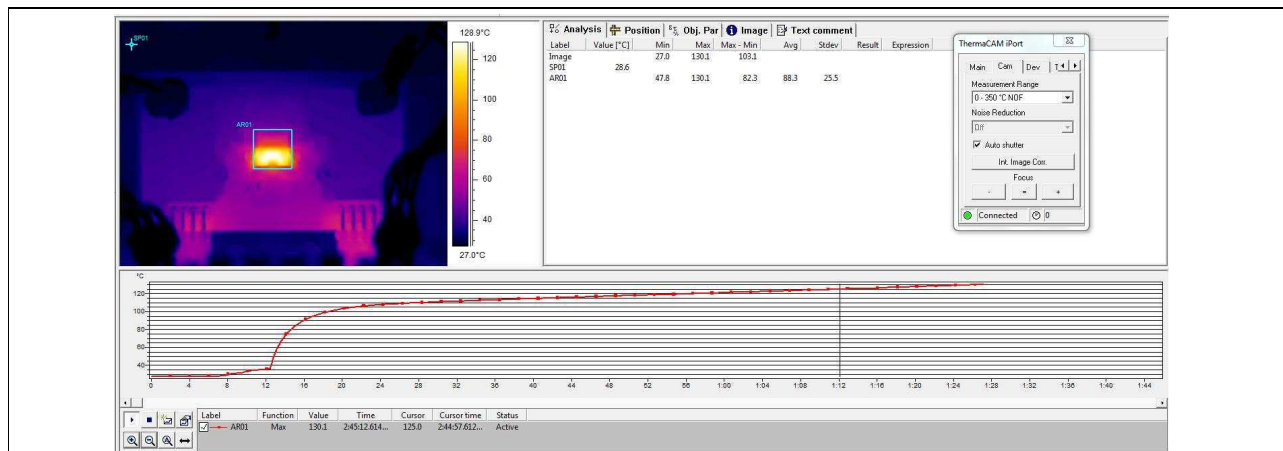 SP01
AR01
128.9°C
120
100
80
60
40
27.0°C
Analysis Position Obj. Par Image Text comment
Label Value [°C] Min Max Max - Min Avg Stdev Result Expression
Image 27.0 130.1 103.1
SP01 28.6
AR01 47.8 130.1 82.3 88.3 25.5
ThermaCAM iPort
Main Cam Dev
Measurement Range
0 - 350 °C NOF
Noise Reduction
Off
Auto shutter
Int. Image Corr.
Focus
- = +
Connected 0
°C
120
100
80
60
40
0 4 8 12 16 20 24 28 32 36 40 44 48 52 56 1:00 1:04 1:08 1:12 1:16 1:20 1:24 1:28 1:32 1:36 1:40 1:44
Label Function Value Time Cursor Cursor time Status
AR01 Max 130.1 2:45:12.614... 125.0 2:44:57.612... Active